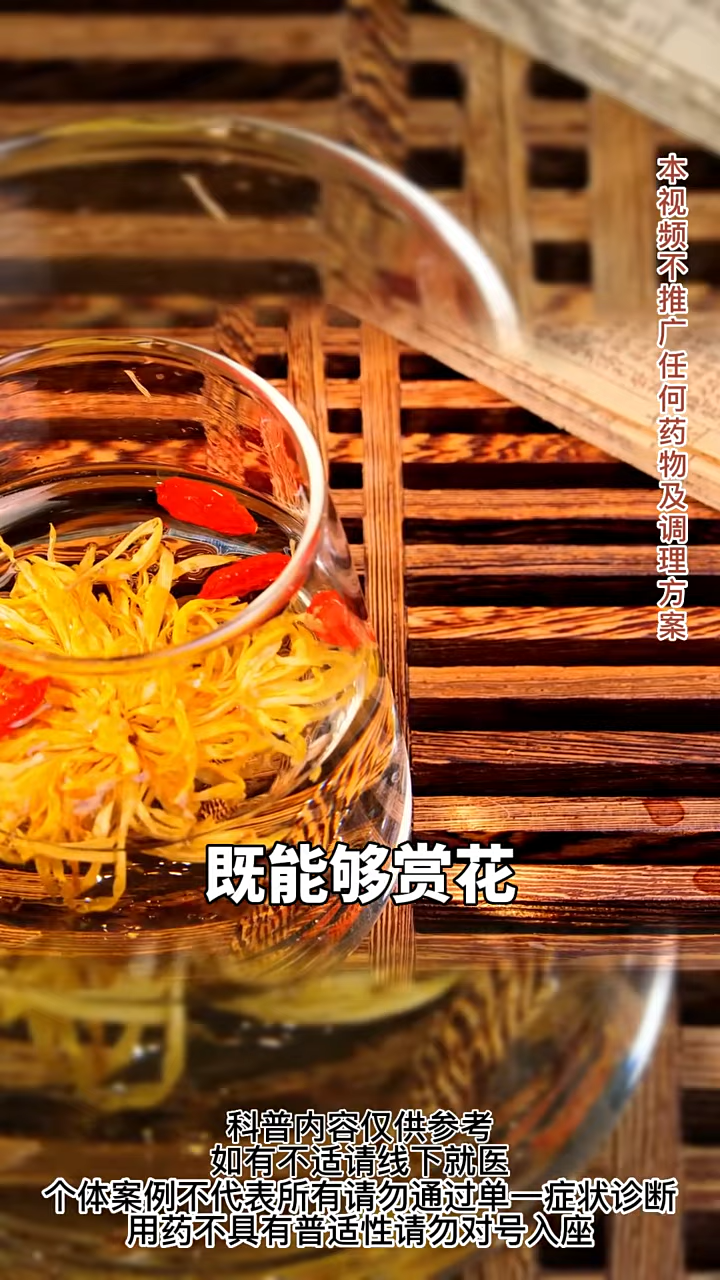 本视频不推广任何药物及调理方案
既能够赏花
科普内容仅供参考
如有不适请线下就医
个体案例不代表所有请勿通过单一症状诊断
用药不具有普适性请勿对号入座